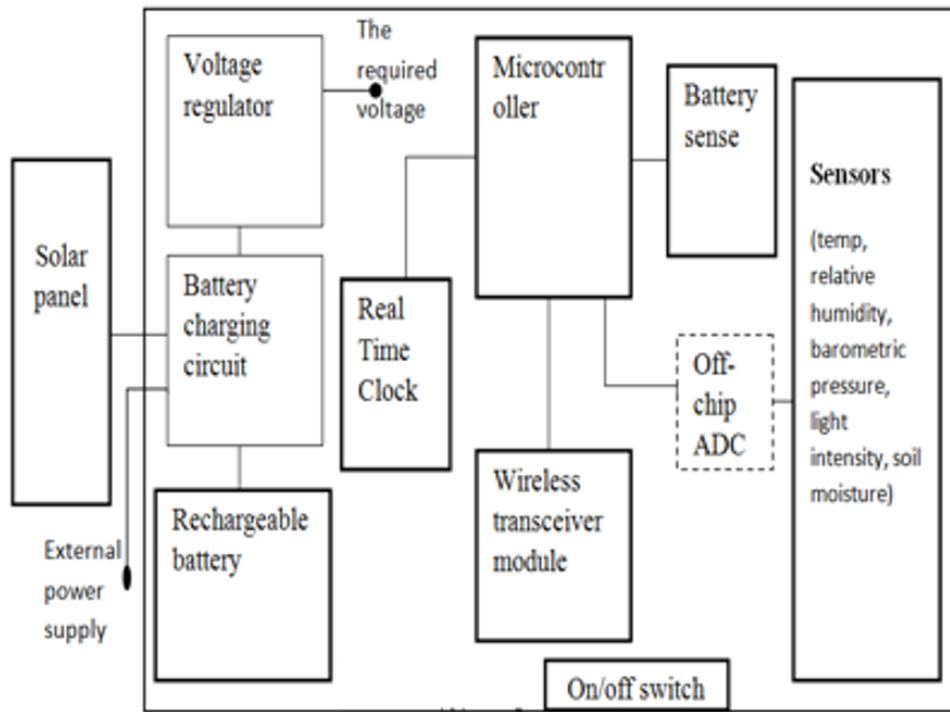 Voltage
regulator
The
required
voltage
Microcontr
oller
Battery
sense
Sensors
(temp,
relative
humidity,
barometric
pressure,
light
intensity, soil
moisture)
Solar
panel
Battery
charging
circuit
Real
Time
Clock
Off-
chip
ADC
External
power
supply
Rechargeable
battery
Wireless
transceiver
module
On/off switch